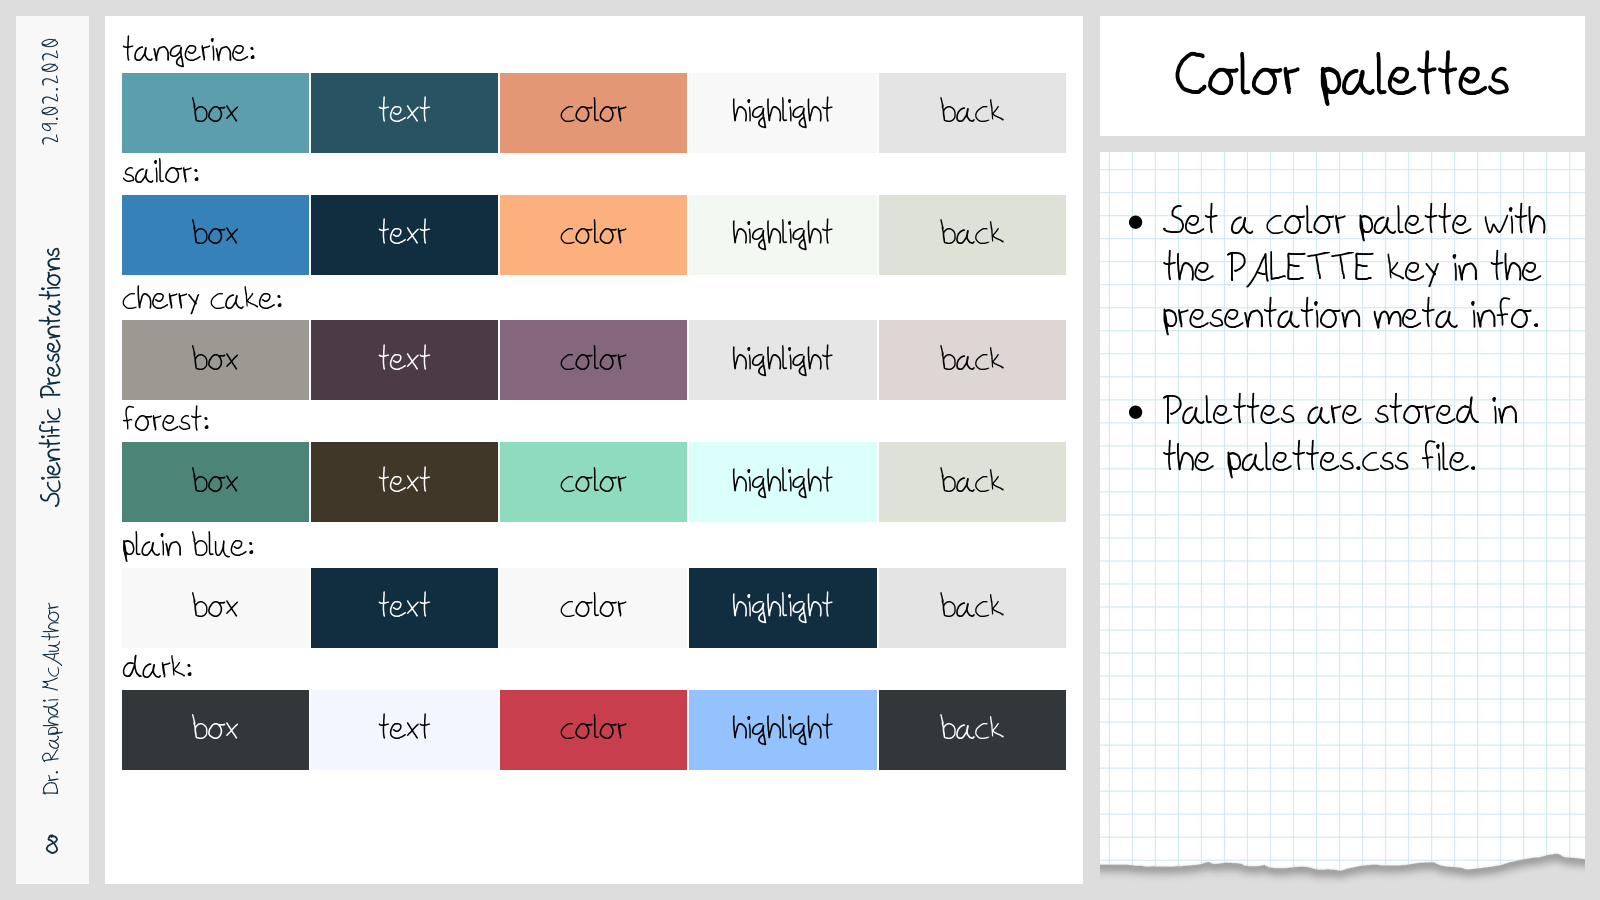 29.02.2020
Scientific Presentations
Dr. Raphdi McAuthor
8
tangerine:
box text color highlight back
sailor:
box text color highlight back
cherry cake:
box text color highlight back
forest:
box text color highlight back
plain blue:
box text color highlight back
dark:
box text color highlight back
Color palettes
• Set a color palette with
the PALETTE key in the
presentation meta info.
• Palettes are stored in
the palettes.css file.